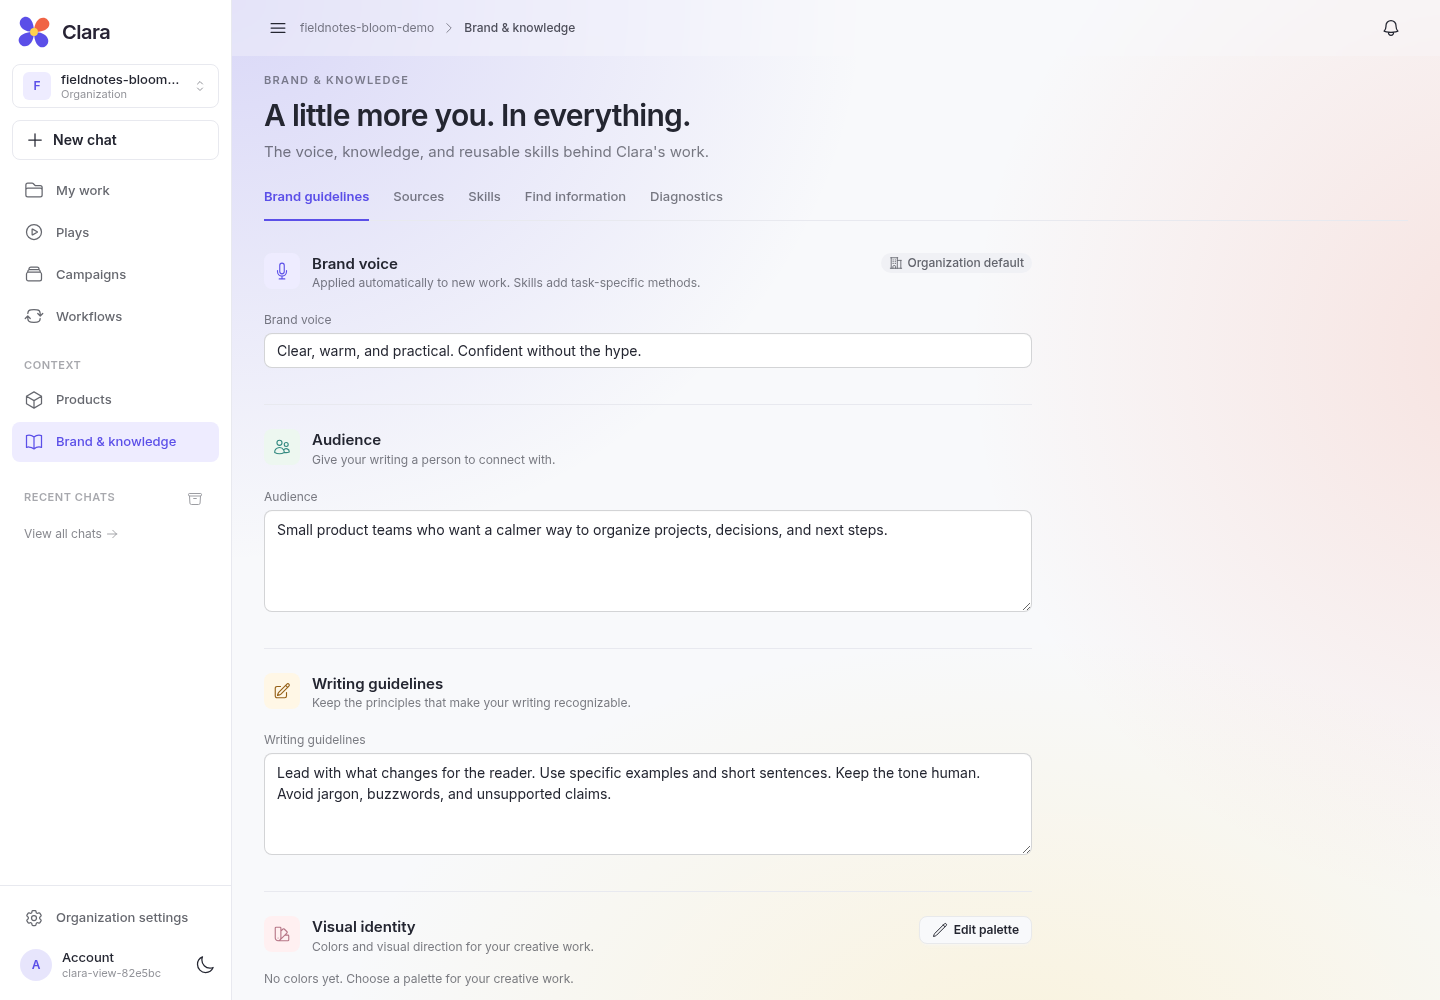 Clara
F
fieldnotes-bloom...
Organization
New chat
My work
Plays
Campaigns
Workflows
CONTEXT
Products
Brand & knowledge
RECENT CHATS
View all chats →
Organization settings
A
Account
clara-view-82e5bc
fieldnotes-bloom-demo
Brand & knowledge
BRAND & KNOWLEDGE
A little more you. In everything.
The voice, knowledge, and reusable skills behind Clara's work.
Brand guidelines
Sources
Skills
Find information
Diagnostics
Brand voice
Applied automatically to new work. Skills add task-specific methods.
Organization default
Brand voice
Clear, warm, and practical. Confident without the hype.
Audience
Give your writing a person to connect with.
Audience
Small product teams who want a calmer way to organize projects, decisions, and next steps.
Writing guidelines
Keep the principles that make your writing recognizable.
Writing guidelines
Lead with what changes for the reader. Use specific examples and short sentences. Keep the tone human.
Avoid jargon, buzzwords, and unsupported claims.
Visual identity
Colors and visual direction for your creative work.
Edit palette
No colors yet. Choose a palette for your creative work.